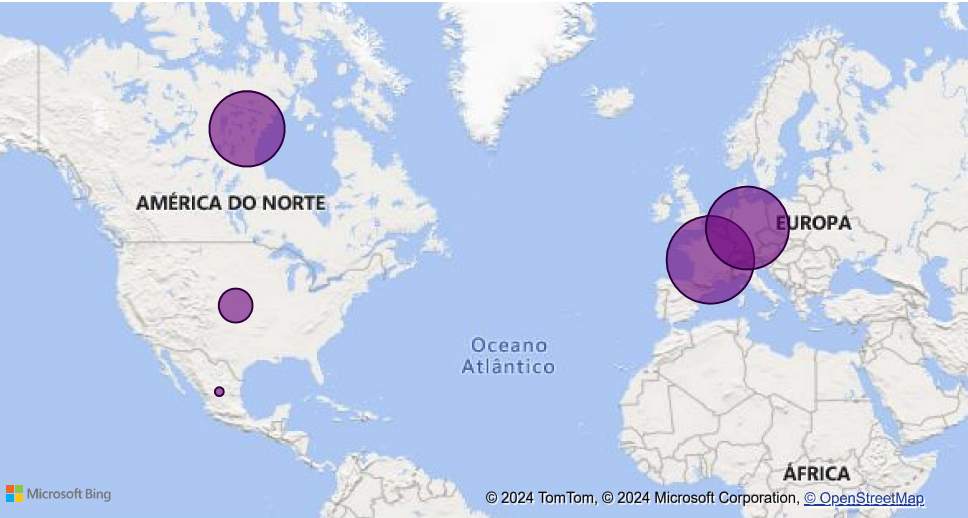 AMÉRICA DO NORTE
EUROPA
Oceano
Atlântico
ÁFRICA
Microsoft Bing
© 2024 TomTom, © 2024 Microsoft Corporation, © OpenStreetMap